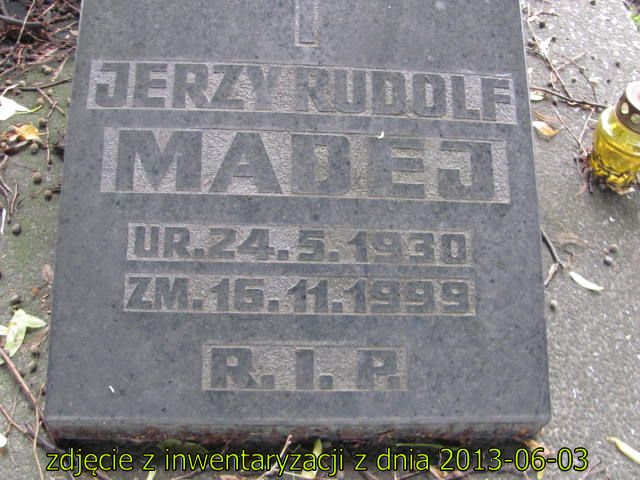 JERZY RUDOLF
MADEJ
UR. 24. 5. 1930
ZM. 16. 11. 1999
R. I. P.
zdjęcie z inwentaryzacji z dnia 2013-06-03